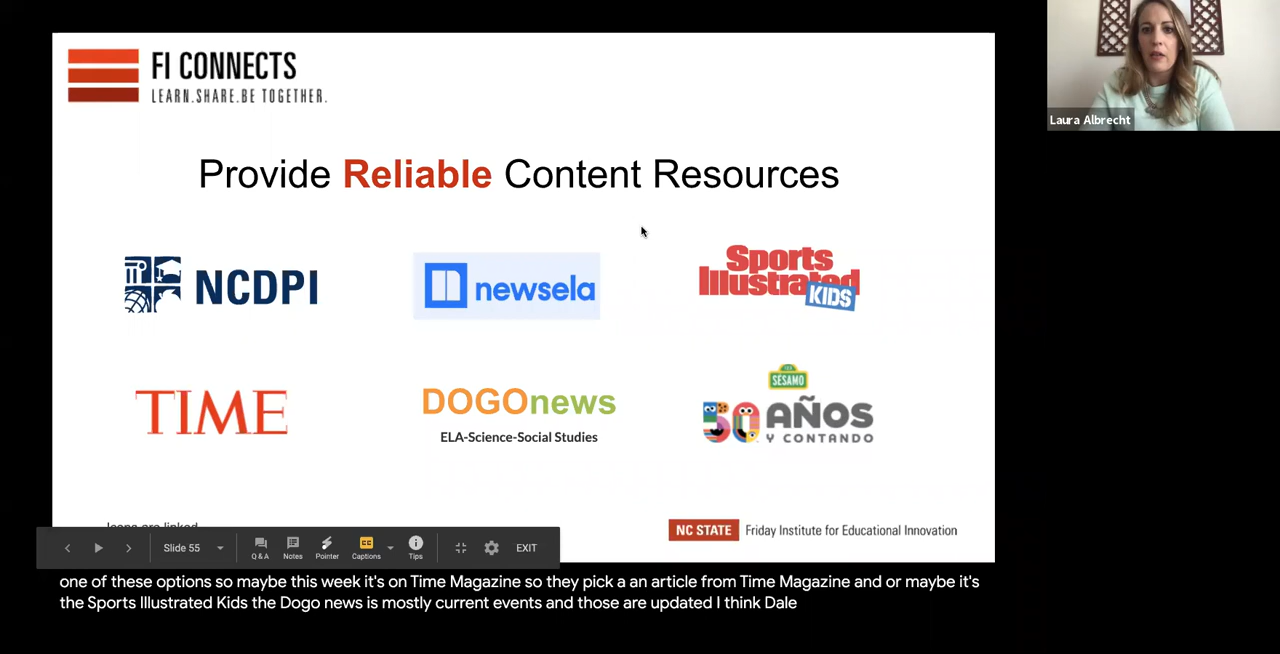 FI CONNECTS
LEARN.SHARE.BE TOGETHER.
Laura Albrecht
Provide Reliable Content Resources
NCDPI
newsela
Sports
Illustrated
KIDS
TIME
DOGOnews
ELA-Science-Social Studies
SÉSAMO
50 AÑOS
Y CONTANDO
Icons are linked
NC STATE Friday Institute for Educational Innovation
Slide 55
Q & A
Notes
Pointer
CC
Captions
Tips
EXIT
one of these options so maybe this week it's on Time Magazine so they pick a an article from Time Magazine and or maybe it's
the Sports Illustrated Kids the Dogo news is mostly current events and those are updated I think Dale